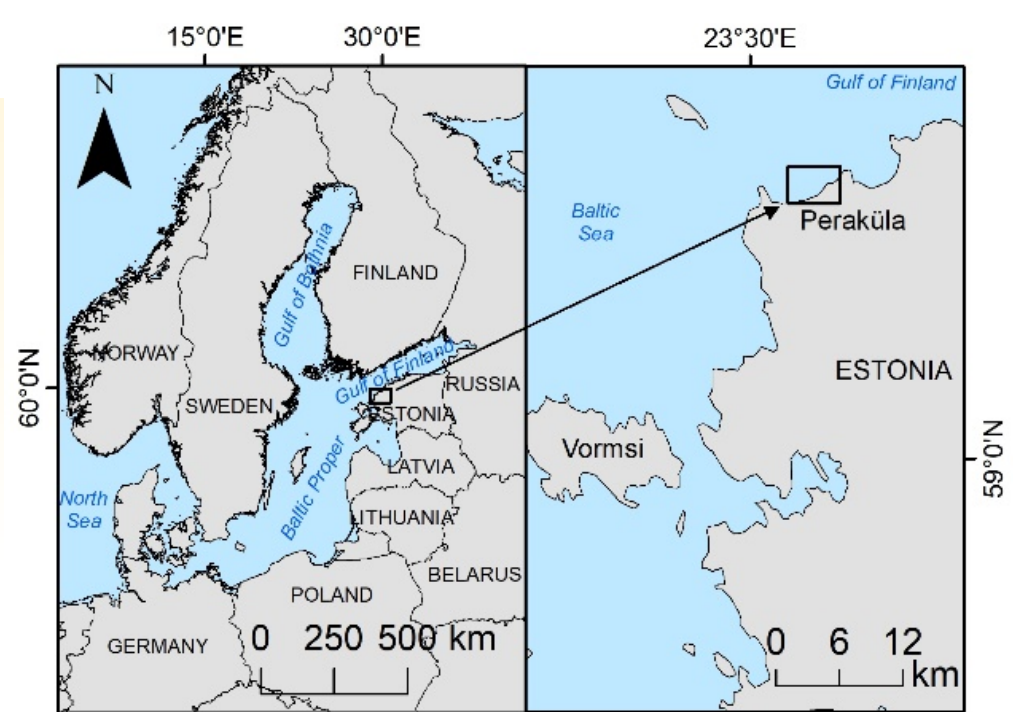 15°0'E
30°0'E
23°30'E
N
Gulf of Finland
Gulf of Bothnia
FINLAND
Baltic
Sea
Peraküla
60°0'N
NORWAY
SWEDEN
Gulf of Finland
RUSSIA
ESTONIA
ESTONIA
LATVIA
Vormsi
59°0'N
North
Sea
Baltic Proper
LITHUANIA
BELARUS
POLAND
GERMANY
0 250 500 km
0 6 12
km